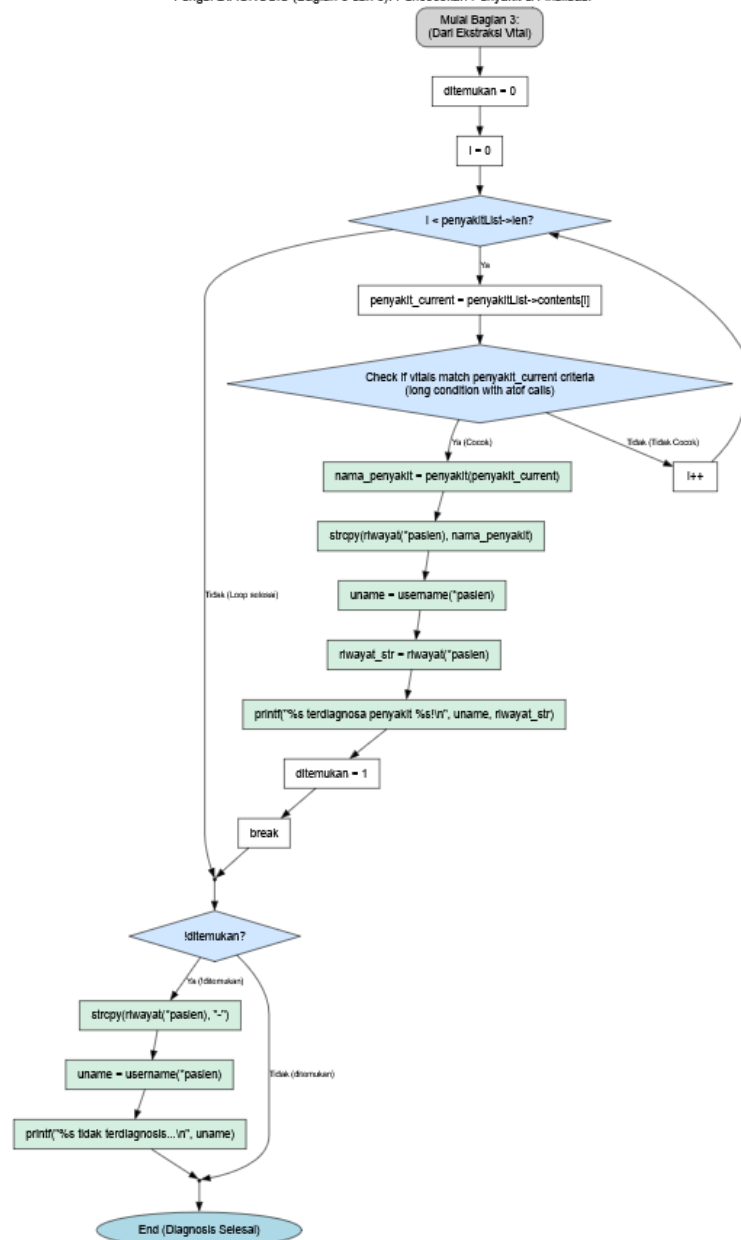 Mulai Bagian 3:
(Dari Ekstraksi Vital)
ditemukan = 0
i = 0
i < penyakitList->len?
Ya
penyakit_current = penyakitList->contents[i]
Check if vitals match penyakit_current criteria
(long condition with atof calls)
Ya (Cocok)
Tidak (Tidak Cocok)
nama_penyakit = penyakit(penyakit_current)
i++
strcpy(riwayat(*pasien), nama_penyakit)
uname = username(*pasien)
Tidak (Loop selesai)
riwayat_str = riwayat(*pasien)
printf("%s terdiagnosa penyakit %s!\n", uname, riwayat_str)
ditemukan = 1
break
!ditemukan?
Ya (!ditemukan)
strcpy(riwayat(*pasien), "-")
uname = username(*pasien)
Tidak (ditemukan)
printf("%s tidak terdiagnosis...\n", uname)
End (Diagnosis Selesai)